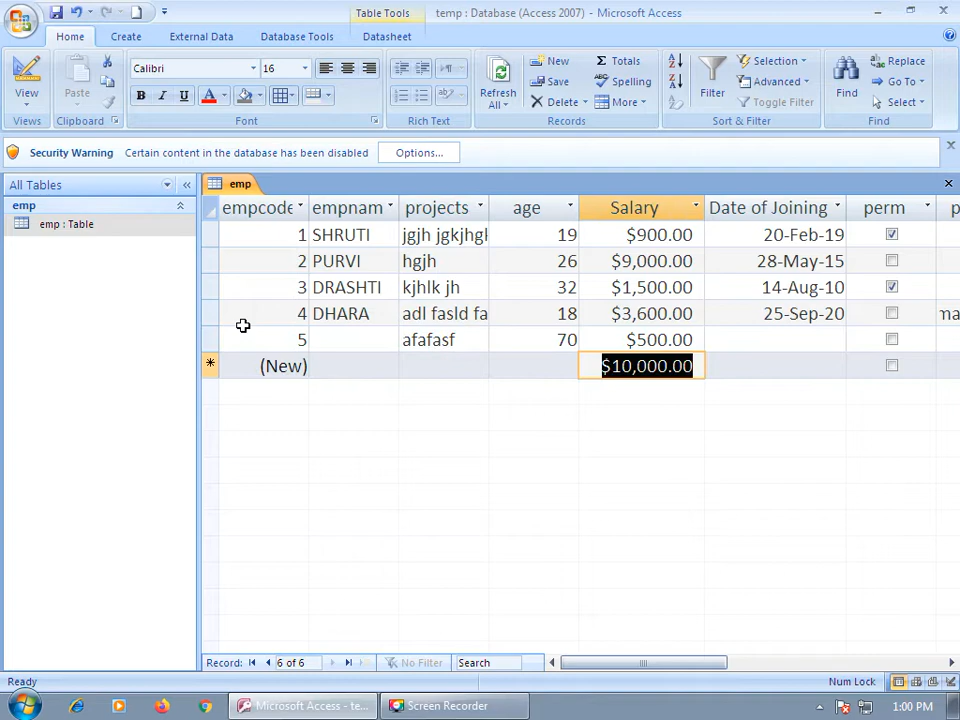 Table Tools temp : Database (Access 2007) - Microsoft Access
Home Create External Data Database Tools Datasheet
View
Views
Paste
Clipboard
Calibri 16
B I U A
Font
Rich Text
Refresh All
New
Save
Delete
Totals
Spelling
More
Records
Filter
Selection
Advanced
Toggle Filter
Sort & Filter
Find
Replace
Go To
Select
Find
Security Warning Certain content in the database has been disabled Options...
All Tables
emp
emp : Table
emp
empcode empnam projects age Salary Date of Joining perm p
1 SHRUTI jgjh jgkjhgk 19 $900.00 20-Feb-19
2 PURVI hgjh 26 $9,000.00 28-May-15
3 DRASHTI kjhlk jh 32 $1,500.00 14-Aug-10
4 DHARA adl fasld fa 18 $3,600.00 25-Sep-20 ma
5 afafasf 70 $500.00
* (New) $10,000.00
Record: 6 of 6 No Filter Search
Ready Num Lock
Microsoft Access - te... Screen Recorder 1:00 PM